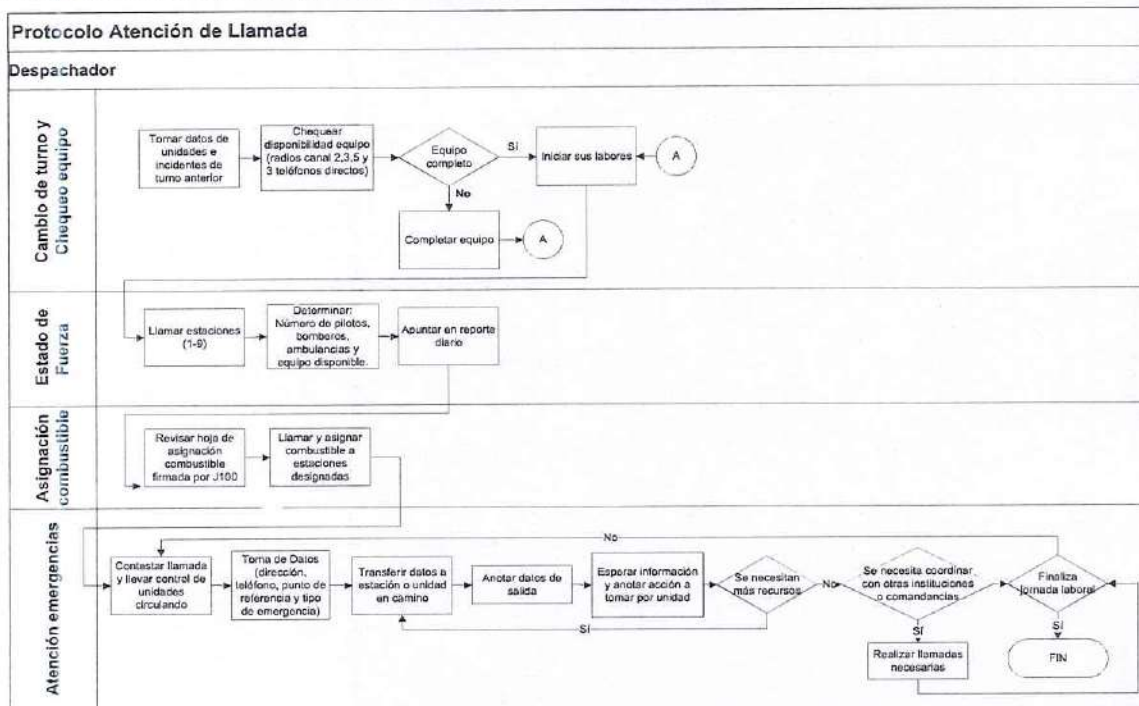 Protocolo Atención de Llamada
Despachador
Cambio de turno y
Chequeo equipo
Tomar datos de
unidades e
incidentes de
turno anterior
Chequear
disponibilidad equipo
(radios canal 2,3,5 y
3 teléfonos directos)
Equipo
completo
Sí
Iniciar sus labores
A
No
Completar equipo
A
Estado de
Fuerza
Llamar estaciones
(1-9)
Determinar:
Número de pilotos,
bomberos,
ambulancias y
equipo disponible.
Apuntar en reporte
diario
Asignación
combustible
Revisar hoja de
asignación
combustible
firmada por J100
Llamar y asignar
combustible a
estaciones
designadas
Atención emergencias
No
Contestar llamada
y llevar control de
unidades
circulando
Toma de Datos
(dirección,
teléfono, punto de
referencia y tipo
de emergencia)
Transferir datos a
estación o unidad
en camino
Anotar datos de
salida
Esperar información
y anotar acción a
tomar por unidad
Se necesitan
más recursos
No
Se necesita coordinar
con otras instituciones
o comandancias
Finaliza
jornada laboral
Sí
Sí
Sí
Realizar llamadas
necesarias
FIN